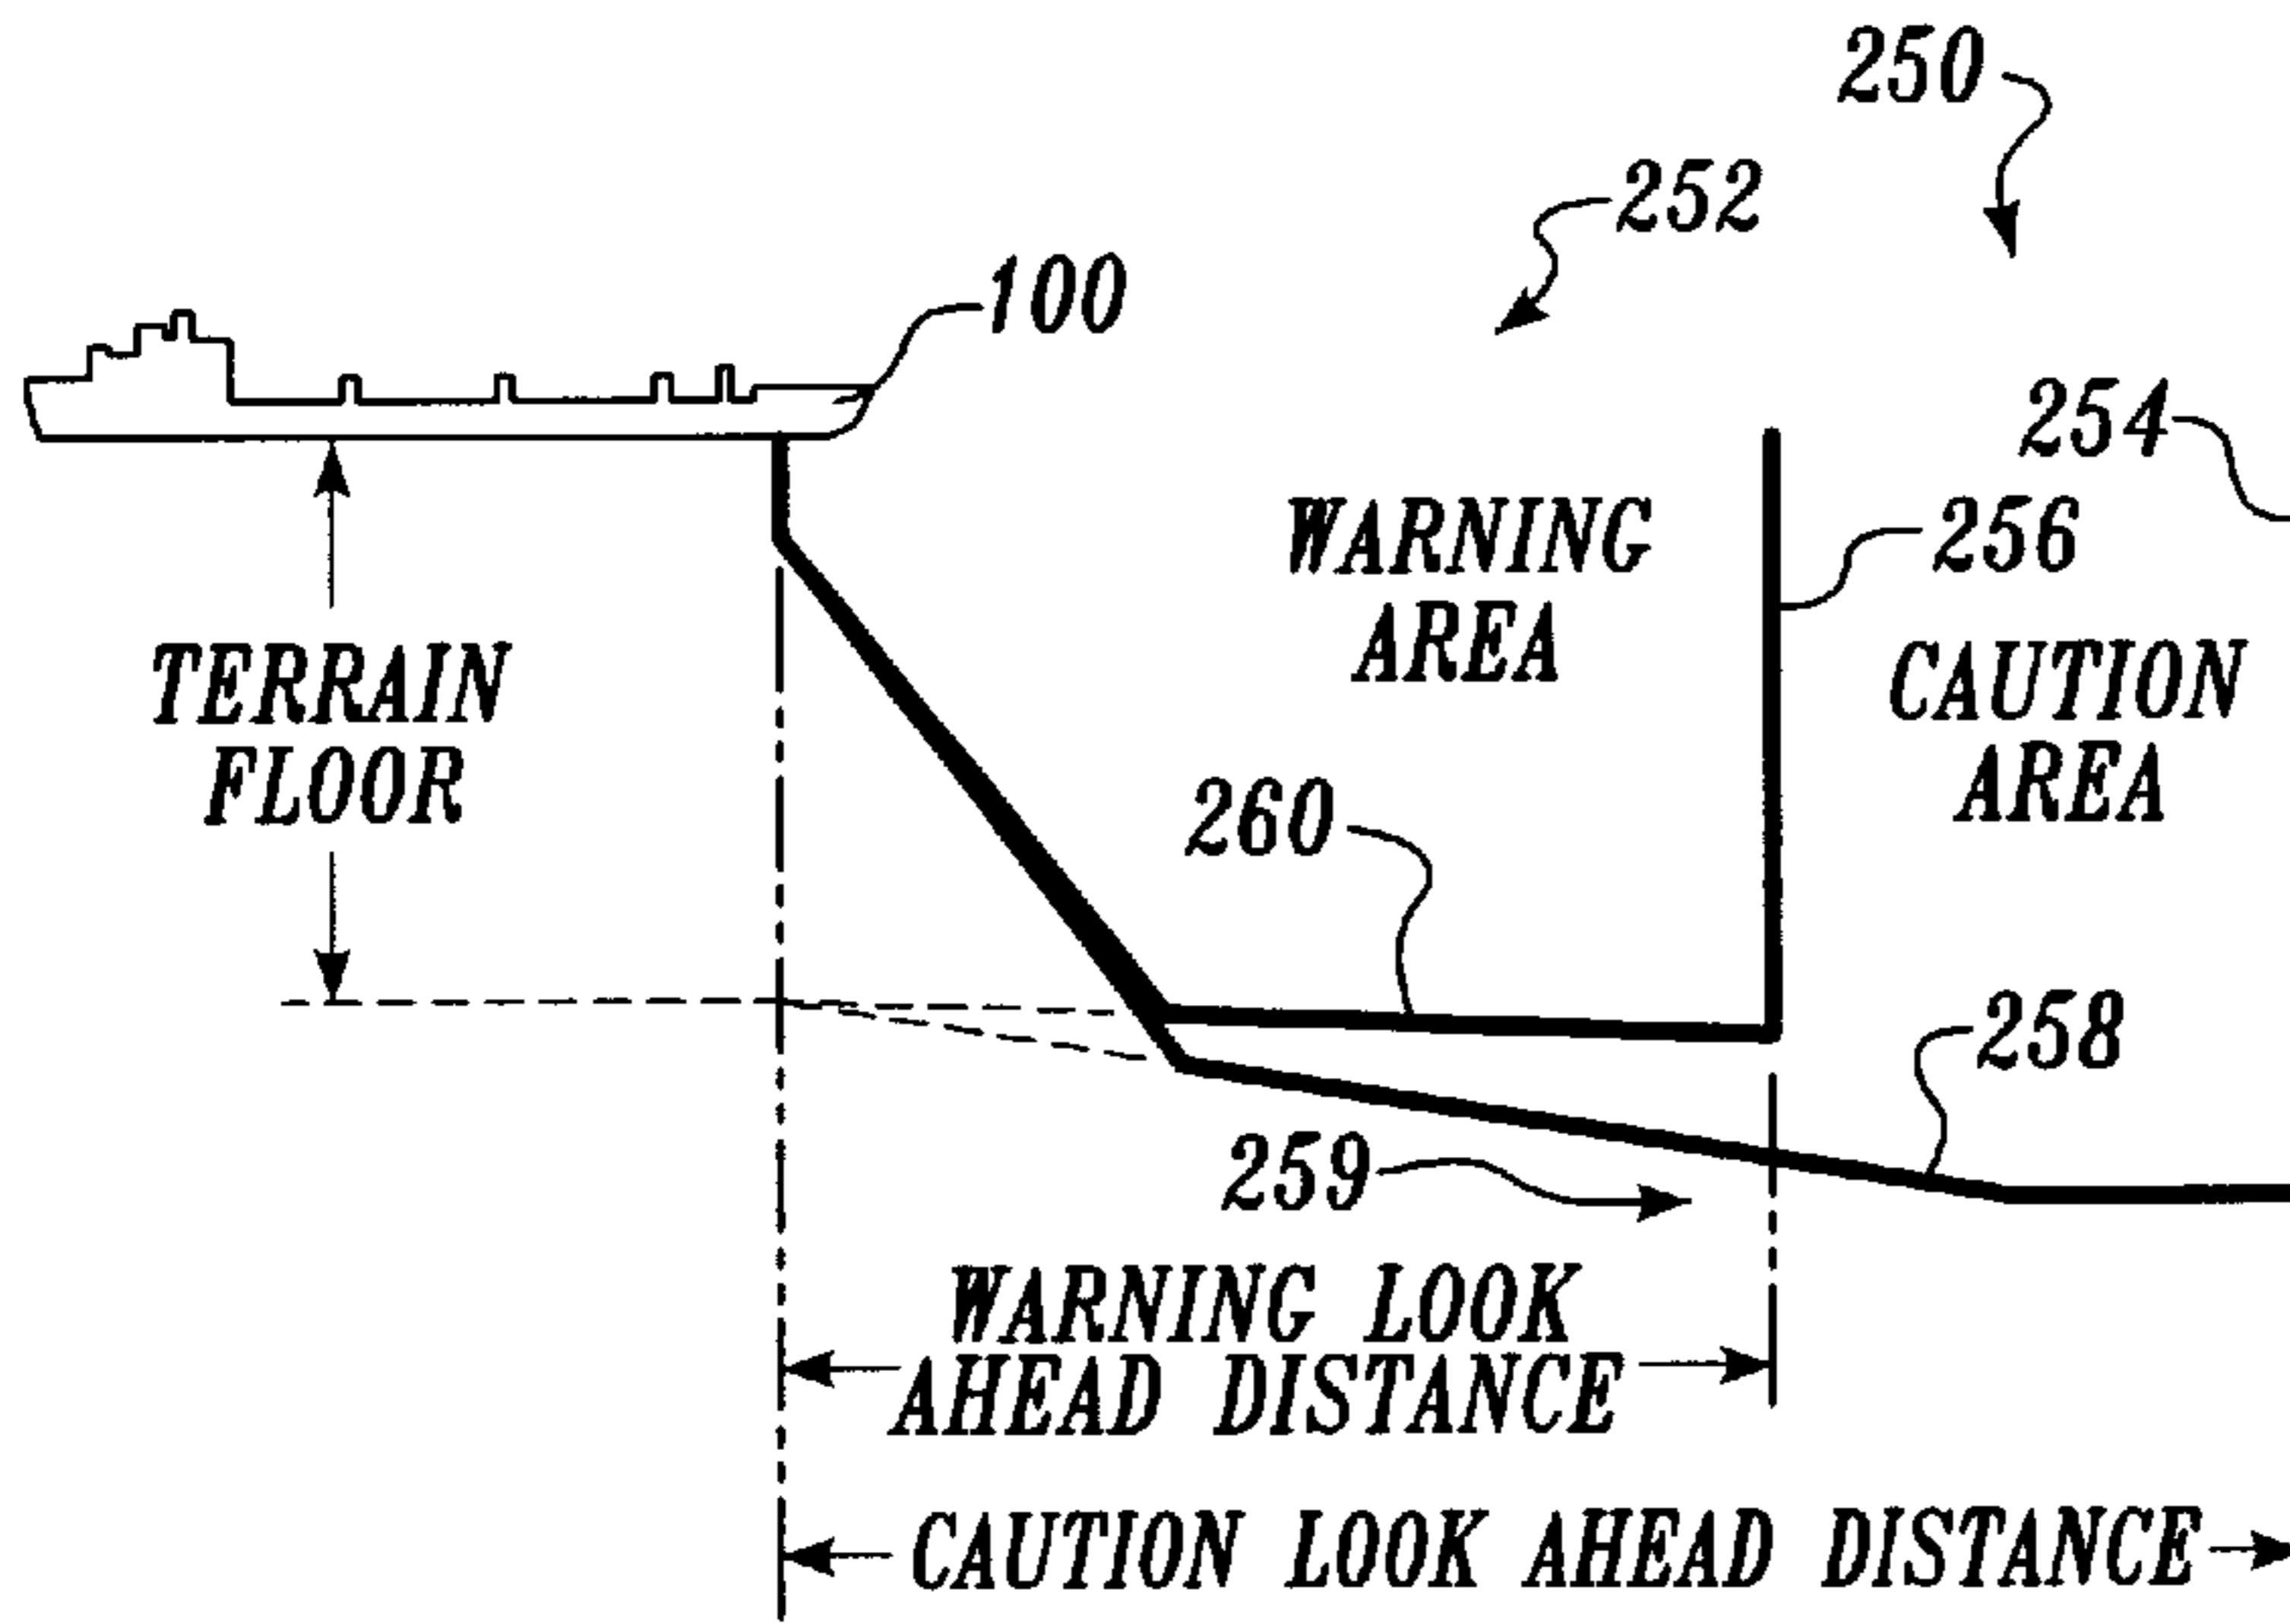 250
252
100
254
WARNING
AREA
256
CAUTION
AREA
TERRAIN
FLOOR
260
258
259
WARNING LOOK
AHEAD DISTANCE
CAUTION LOOK AHEAD DISTANCE